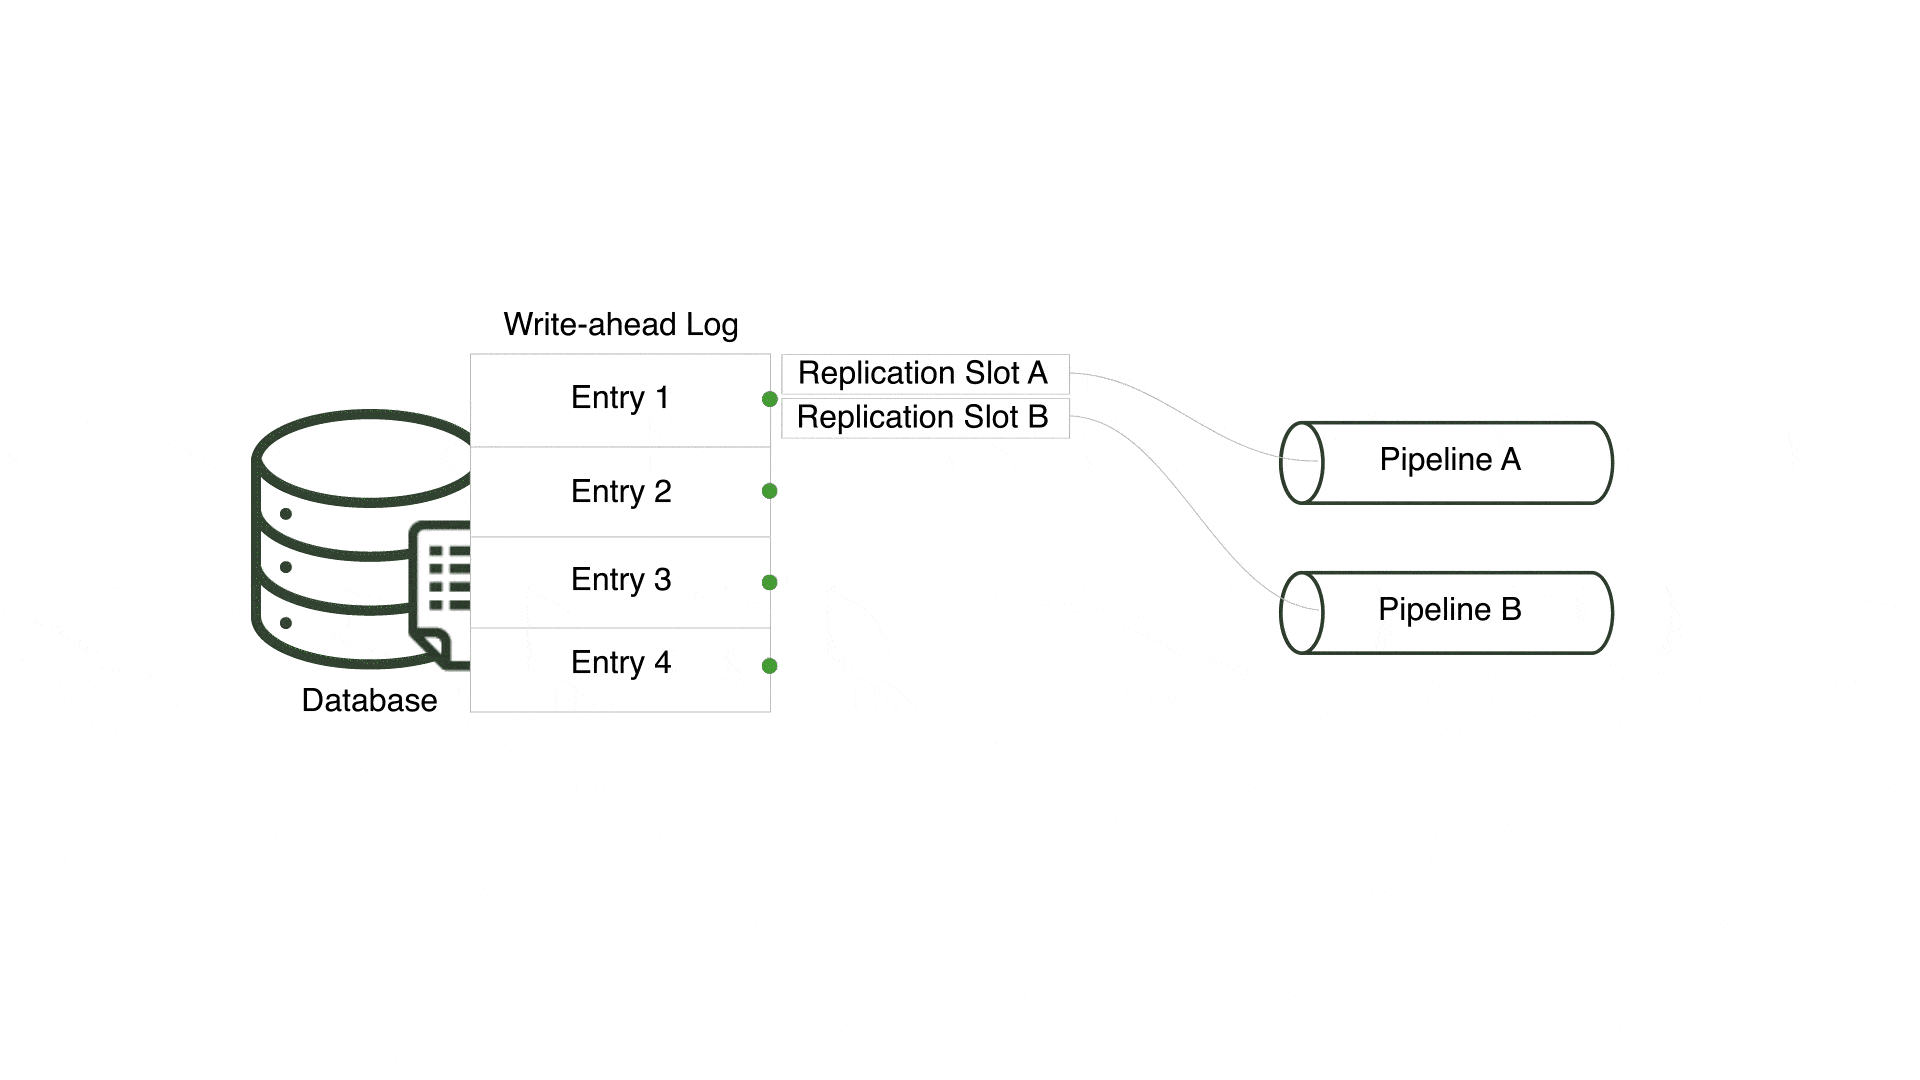 Write-ahead Log
Entry 1
Entry 2
Entry 3
Entry 4
Database
Replication Slot A
Replication Slot B
Pipeline A
Pipeline B